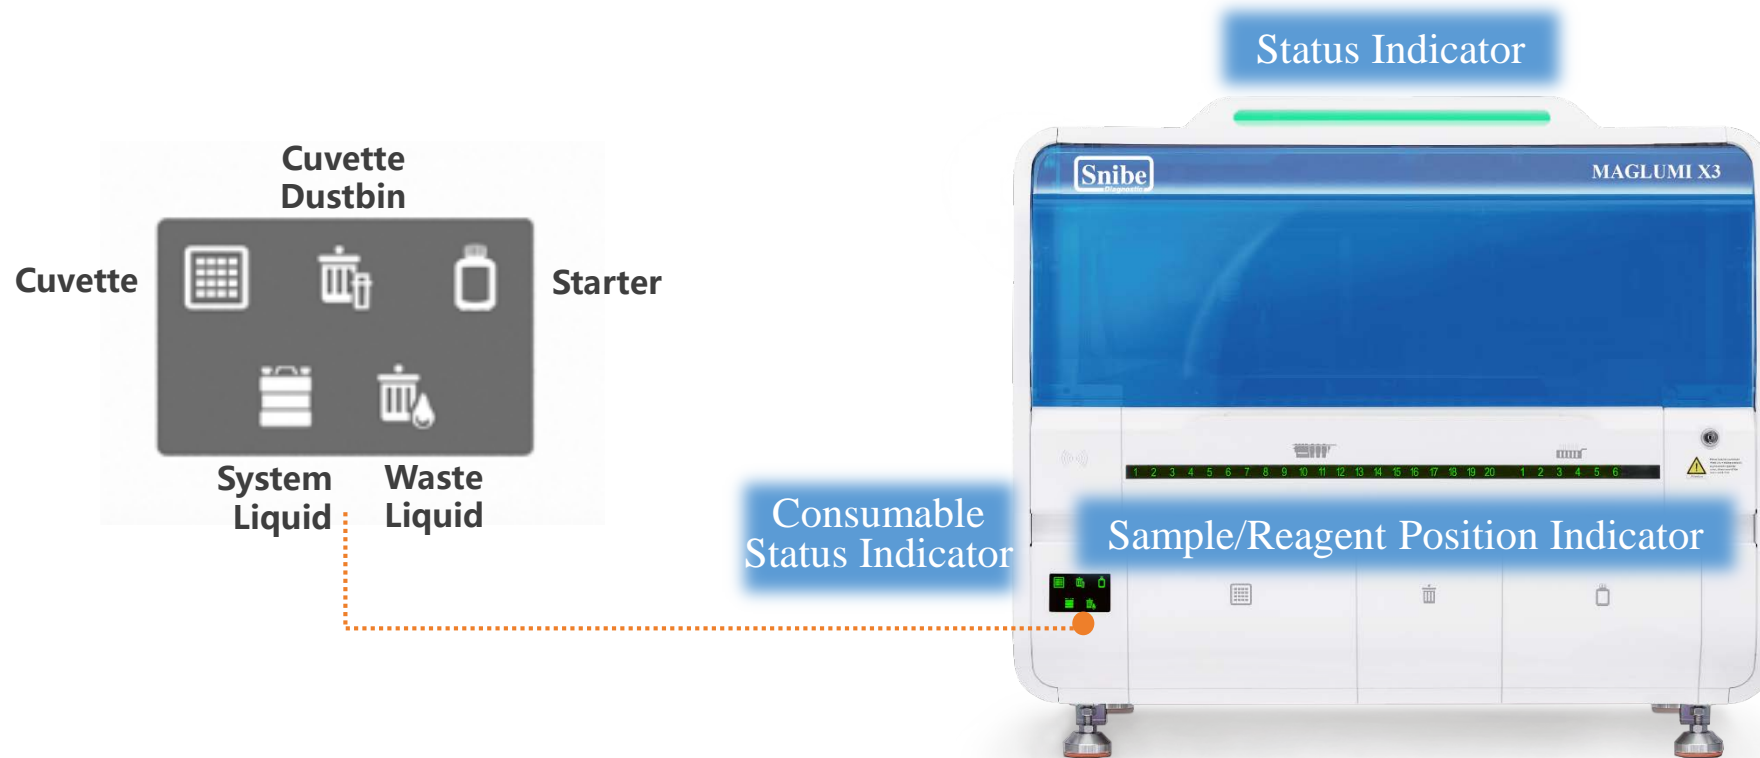 Status Indicator
Cuvette
Dustbin
Cuvette
Starter
System
Liquid
Waste
Liquid
Snibe
Diagnostic
MAGLUMI X3
1 2 3 4 5 6 7 8 9 10 11 12 13 14 15 16 17 18 19 20 1 2 3 4 5 6
Consumable
Status Indicator
Sample/Reagent Position Indicator